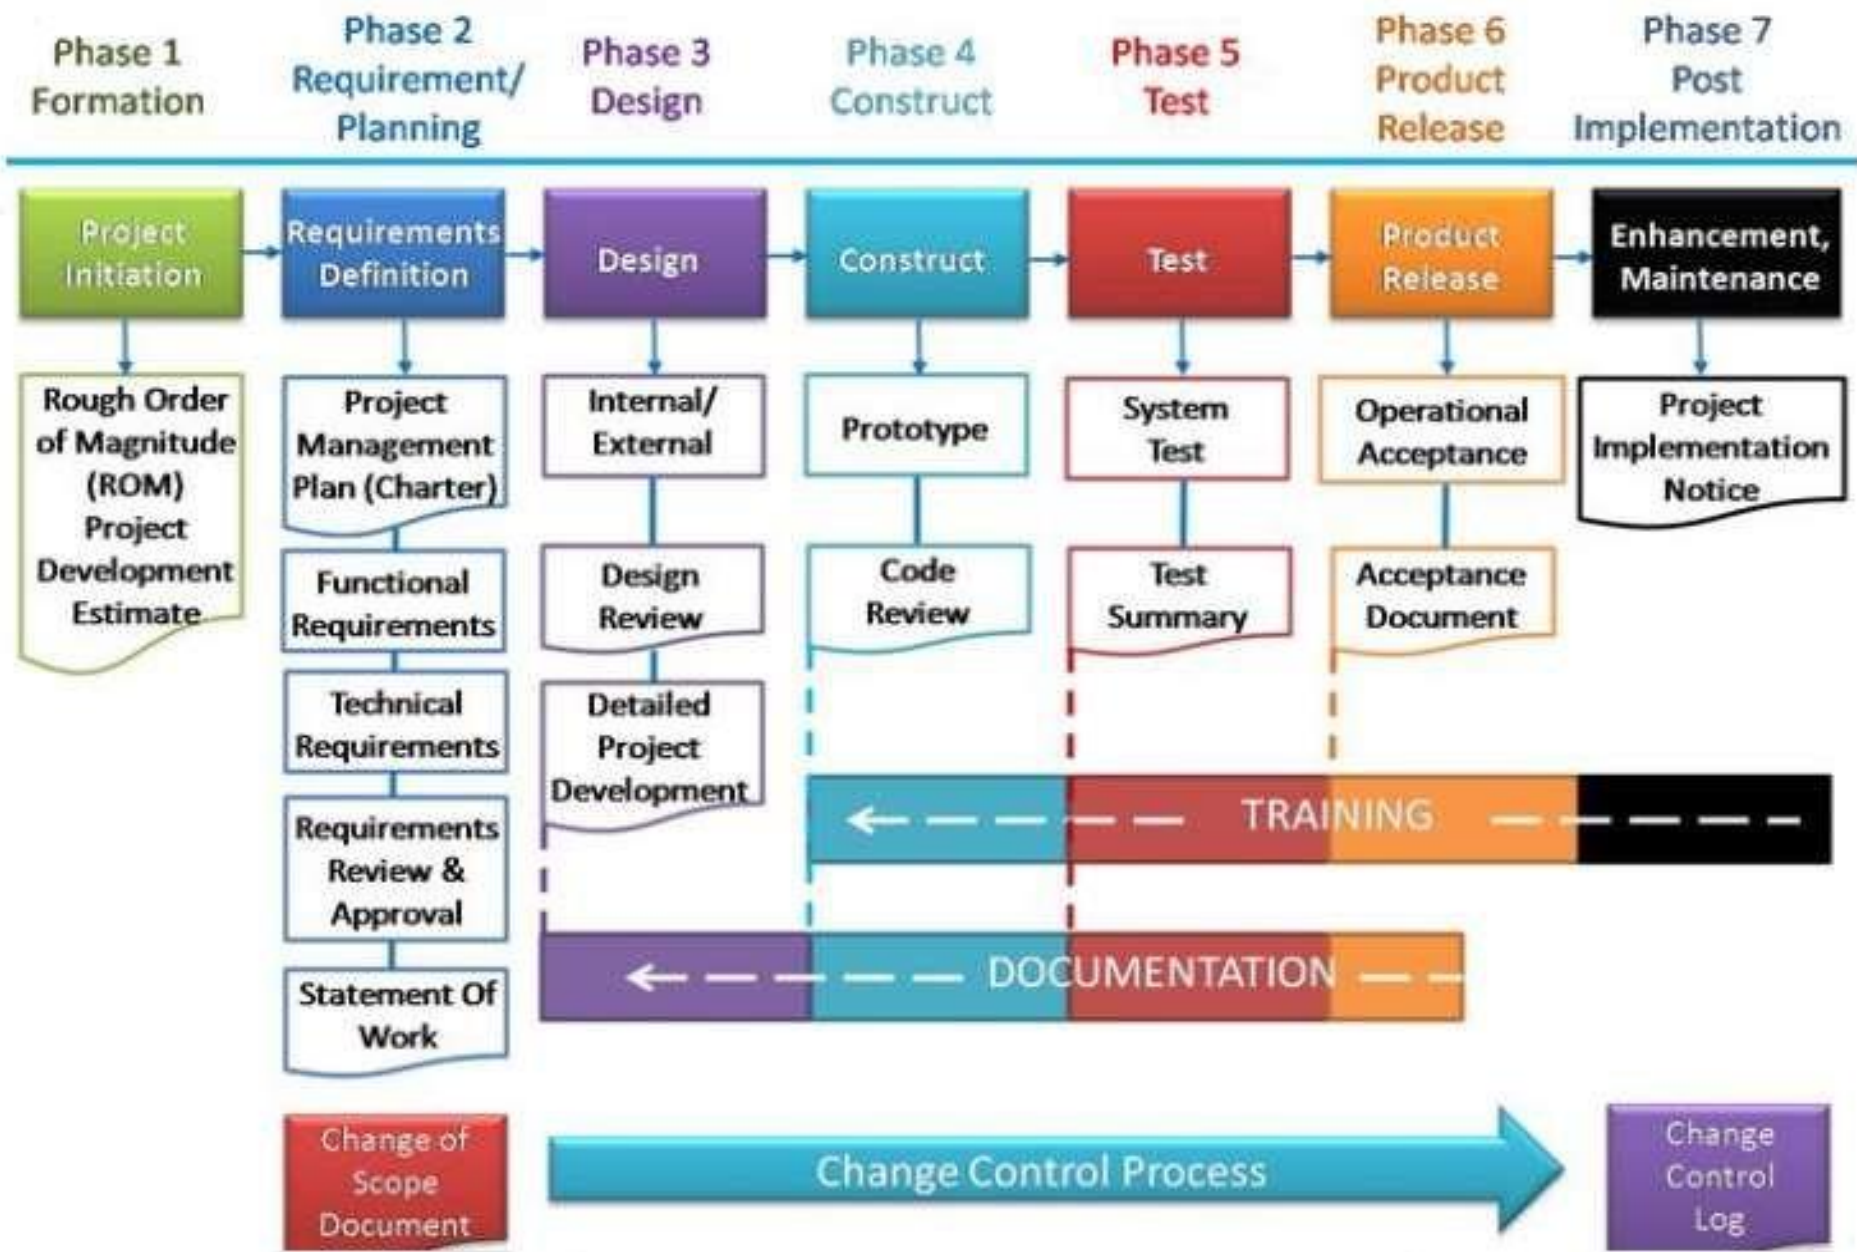 Phase 1
Formation
Phase 2
Requirement/
Planning
Phase 3
Design
Phase 4
Construct
Phase 5
Test
Phase 6
Product
Release
Phase 7
Post
Implementation
Project
Initiation
Requirements
Definition
Design
Construct
Test
Product
Release
Enhancement,
Maintenance
Rough Order
of Magnitude
(ROM)
Project
Development
Estimate
Project
Management
Plan (Charter)
Functional
Requirements
Technical
Requirements
Requirements
Review &
Approval
Statement Of
Work
Internal/
External
Design
Review
Detailed
Project
Development
Prototype
Code
Review
System
Test
Test
Summary
Operational
Acceptance
Acceptance
Document
Project
Implementation
Notice
TRAINING
DOCUMENTATION
Change of
Scope
Document
Change Control Process
Change
Control
Log